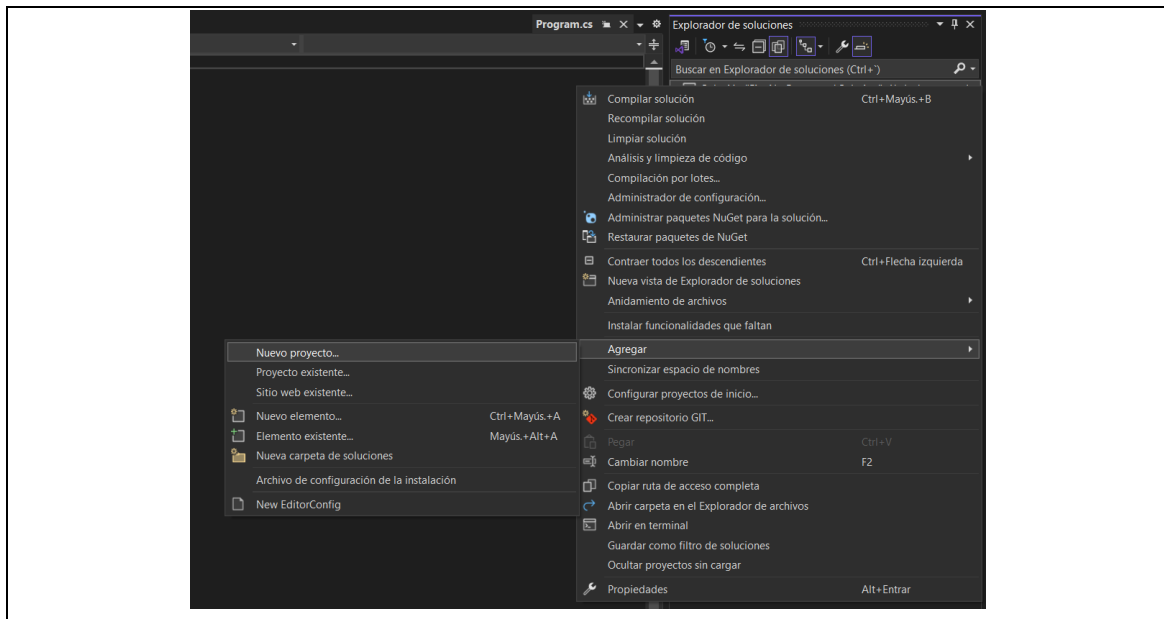 Program.cs
Explorador de soluciones
Buscar en Explorador de soluciones (Ctrl+`)
Compilar solución Ctrl+Mayús.+B
Recompilar solución
Limpiar solución
Análisis y limpieza de código
Compilación por lotes...
Administrador de configuración...
Administrar paquetes NuGet para la solución...
Restaurar paquetes de NuGet
Contraer todos los descendientes Ctrl+Flecha izquierda
Nueva vista de Explorador de soluciones
Anidamiento de archivos
Instalar funcionalidades que faltan
Agregar
Sincronizar espacio de nombres
Configurar proyectos de inicio...
Crear repositorio GIT...
Pegar Ctrl+V
Cambiar nombre F2
Copiar ruta de acceso completa
Abrir carpeta en el Explorador de archivos
Abrir en terminal
Guardar como filtro de soluciones
Ocultar proyectos sin cargar
Propiedades Alt+Entrar
Nuevo proyecto...
Proyecto existente...
Sitio web existente...
Nuevo elemento... Ctrl+Mayús.+A
Elemento existente... Mayús.+Alt+A
Nueva carpeta de soluciones
Archivo de configuración de la instalación
New EditorConfig